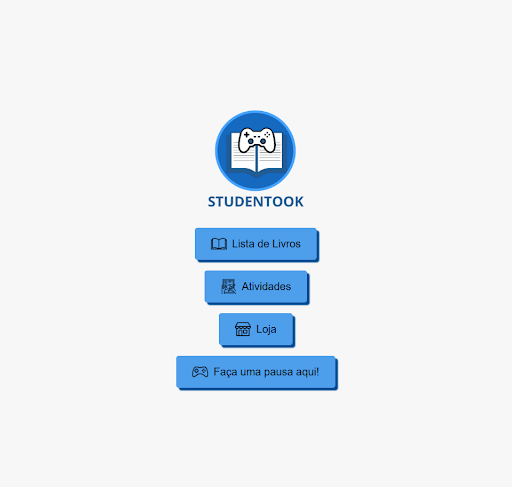 STUDENTOOK
Lista de Livros
Atividades
Loja
Faça uma pausa aqui!